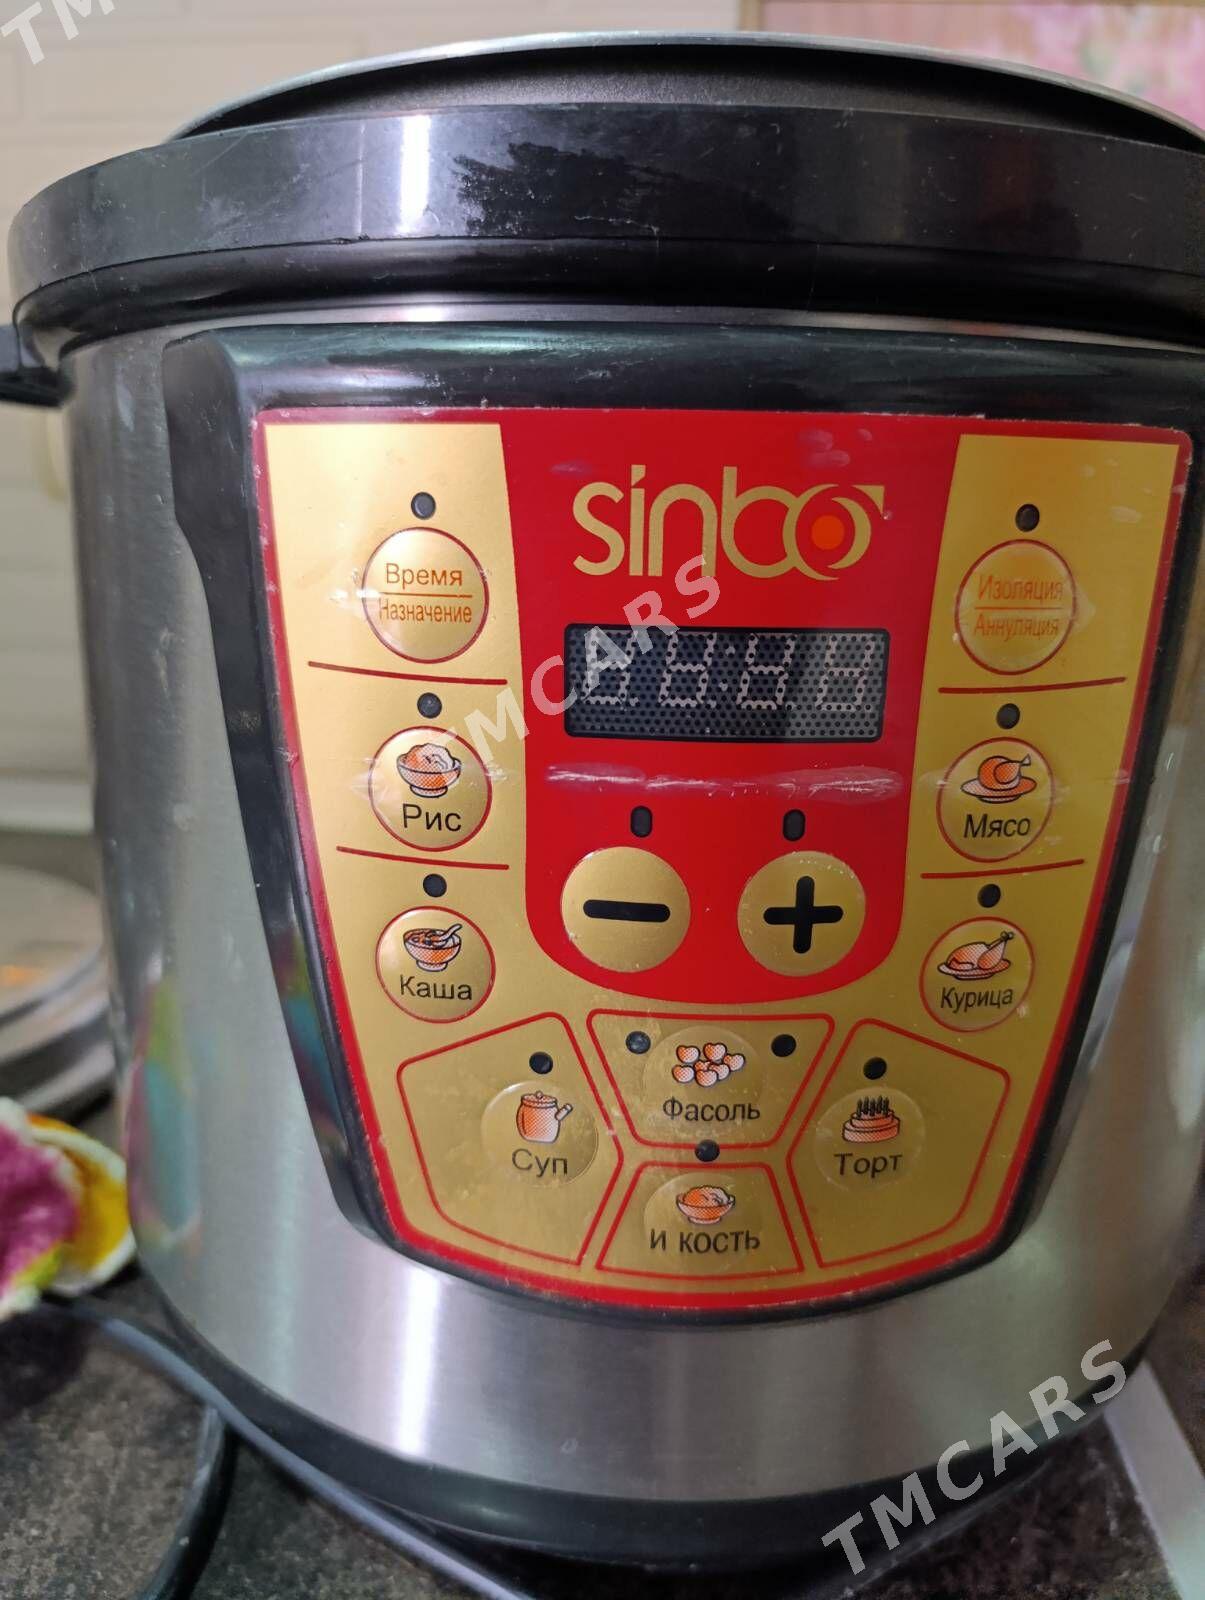 TMCARS
sinbo
Время
Назначение
Изоляция
Аннуляция
TMCARS
Рис
Мясо
Каша
Курица
Фасоль
Суп
Торт
и кость
TMCARS